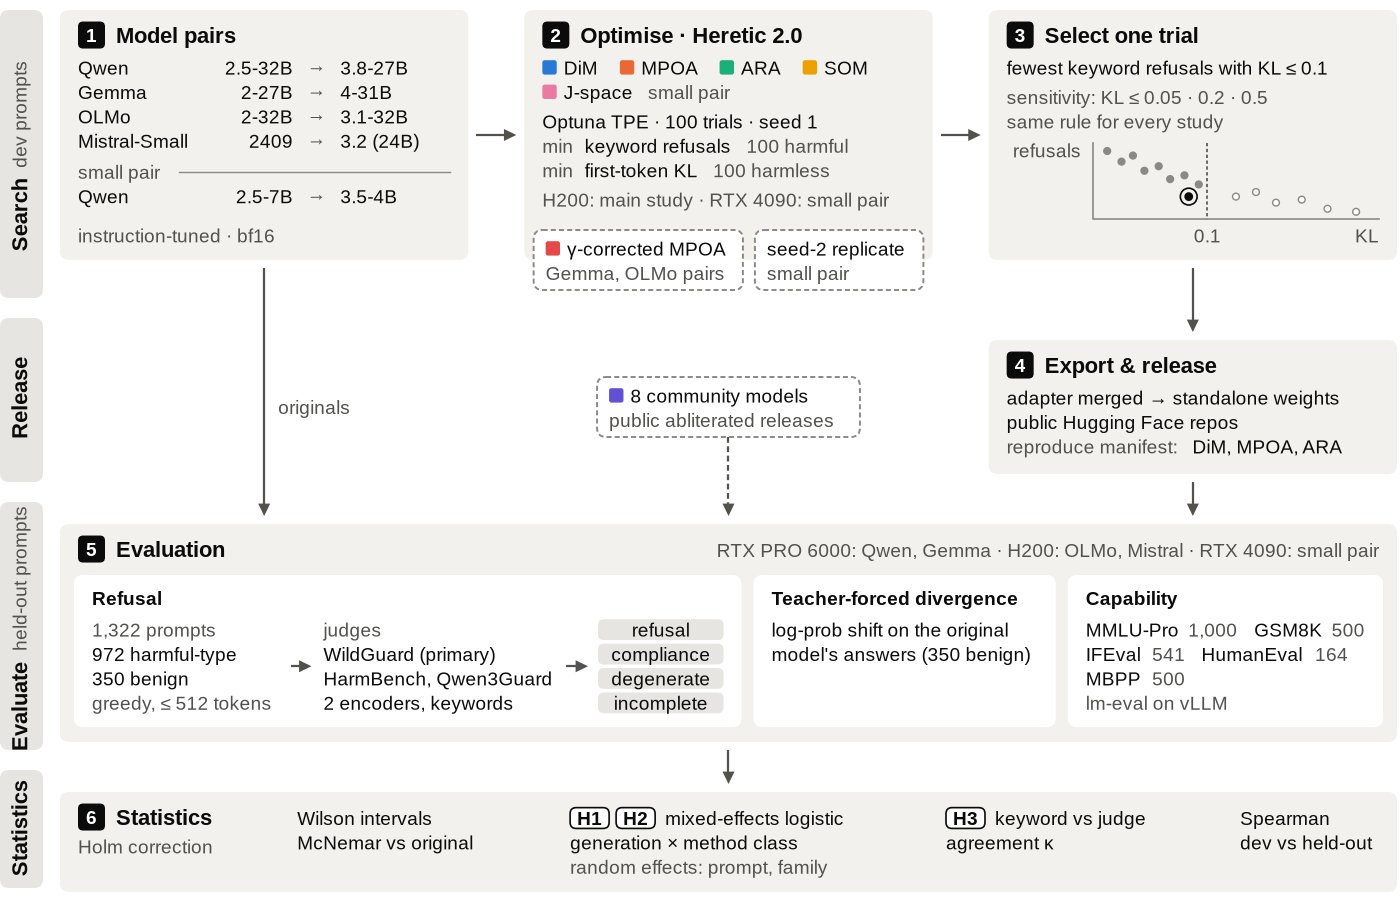 Search dev prompts
1 Model pairs
Qwen 2.5-32B → 3.8-27B
Gemma 2-27B → 4-31B
OLMo 2-32B → 3.1-32B
Mistral-Small 2409 → 3.2 (24B)
small pair
Qwen 2.5-7B → 3.5-4B
instruction-tuned · bf16
2 Optimise · Heretic 2.0
DiM MPOA ARA SOM
J-space small pair
Optuna TPE · 100 trials · seed 1
min keyword refusals 100 harmful
min first-token KL 100 harmless
H200: main study · RTX 4090: small pair
γ-corrected MPOA
Gemma, OLMo pairs
seed-2 replicate
small pair
3 Select one trial
fewest keyword refusals with KL ≤ 0.1
sensitivity: KL ≤ 0.05 · 0.2 · 0.5
same rule for every study
refusals
0.1 KL
Release
originals
8 community models
public abliterated releases
4 Export & release
adapter merged → standalone weights
public Hugging Face repos
reproduce manifest: DiM, MPOA, ARA
Evaluate held-out prompts
5 Evaluation
RTX PRO 6000: Qwen, Gemma · H200: OLMo, Mistral · RTX 4090: small pair
Refusal
1,322 prompts
972 harmful-type
350 benign
greedy, ≤ 512 tokens
judges
WildGuard (primary)
HarmBench, Qwen3Guard
2 encoders, keywords
refusal
compliance
degenerate
incomplete
Teacher-forced divergence
log-prob shift on the original
model's answers (350 benign)
Capability
MMLU-Pro 1,000 GSM8K 500
IFEval 541 HumanEval 164
MBPP 500
lm-eval on vLLM
Statistics
6 Statistics
Holm correction
Wilson intervals
McNemar vs original
H1 H2 mixed-effects logistic
generation × method class
random effects: prompt, family
H3 keyword vs judge
agreement κ
Spearman
dev vs held-out